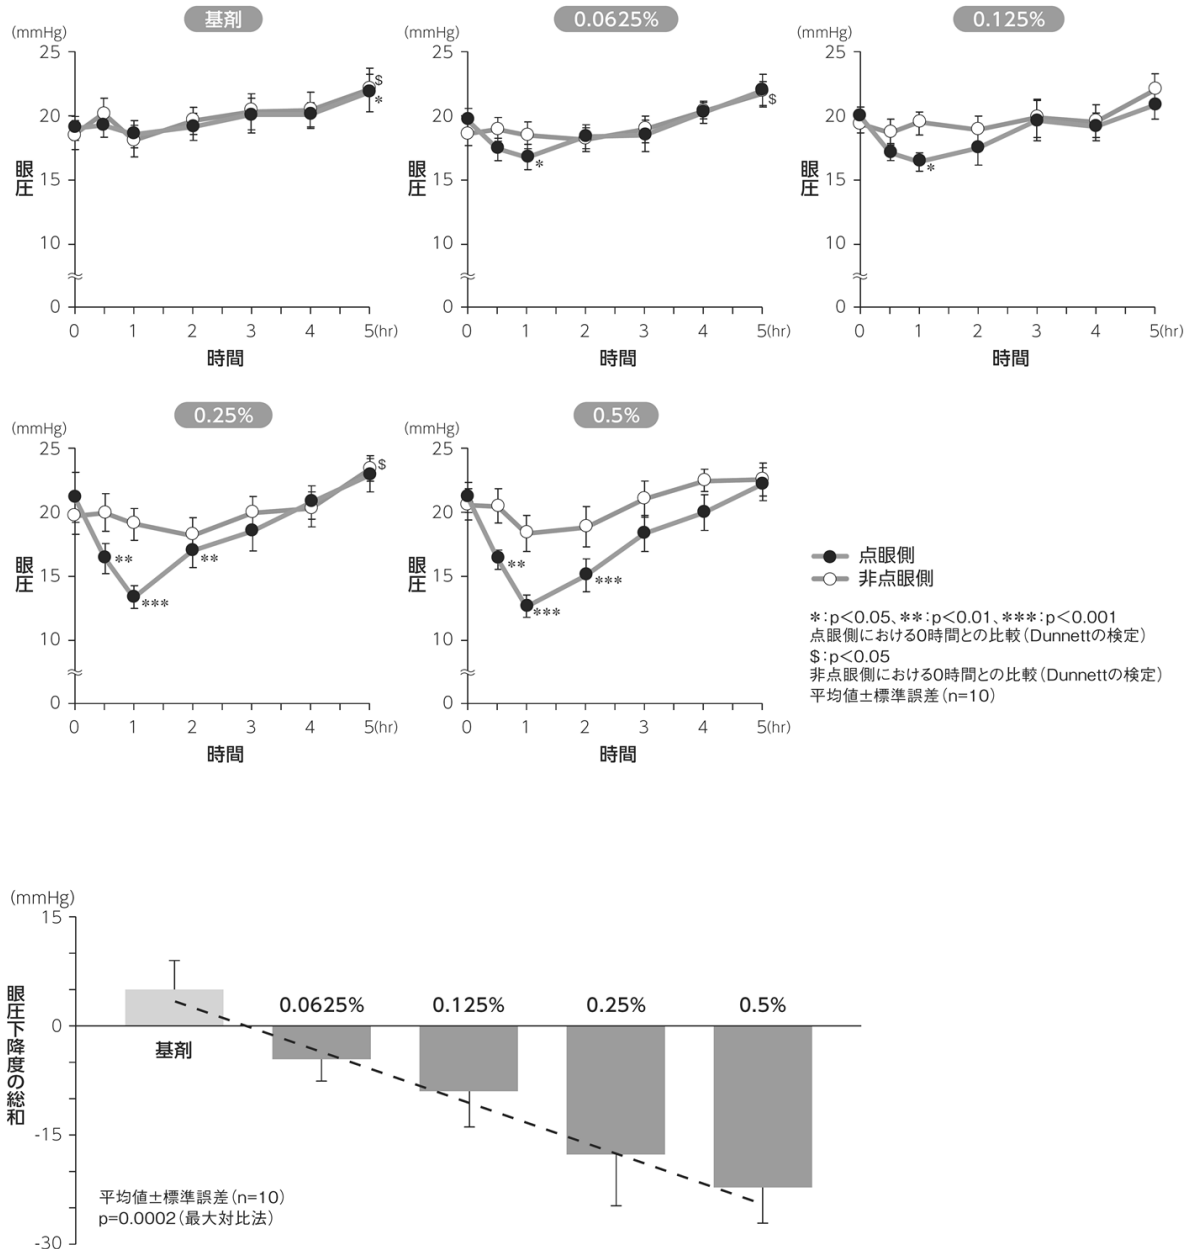 基剤
(mmHg)
25
20
15
10
0
眼圧
$
*
0 1 2 3 4 5(hr)
時間
0.0625%
(mmHg)
25
20
15
10
0
眼圧
*
$
0 1 2 3 4 5(hr)
時間
0.125%
(mmHg)
25
20
15
10
0
眼圧
*
0 1 2 3 4 5(hr)
時間
0.25%
(mmHg)
25
20
15
10
0
眼圧
**
***
**
$
0 1 2 3 4 5(hr)
時間
0.5%
(mmHg)
25
20
15
10
0
眼圧
**
***
***
0 1 2 3 4 5(hr)
時間
点眼側
非点眼側
*:p<0.05、**:p<0.01、***:p<0.001
点眼側における0時間との比較(Dunnettの検定)
$:p<0.05
非点眼側における0時間との比較(Dunnettの検定)
平均値±標準誤差(n=10)
(mmHg)
15
0
-15
-30
眼圧下降度の総和
基剤
0.0625%
0.125%
0.25%
0.5%
平均値±標準誤差(n=10)
p=0.0002(最大対比法)